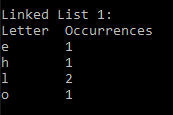 Linked List 1:
Letter  Occurrences
e       1
h       1
l       2
o       1